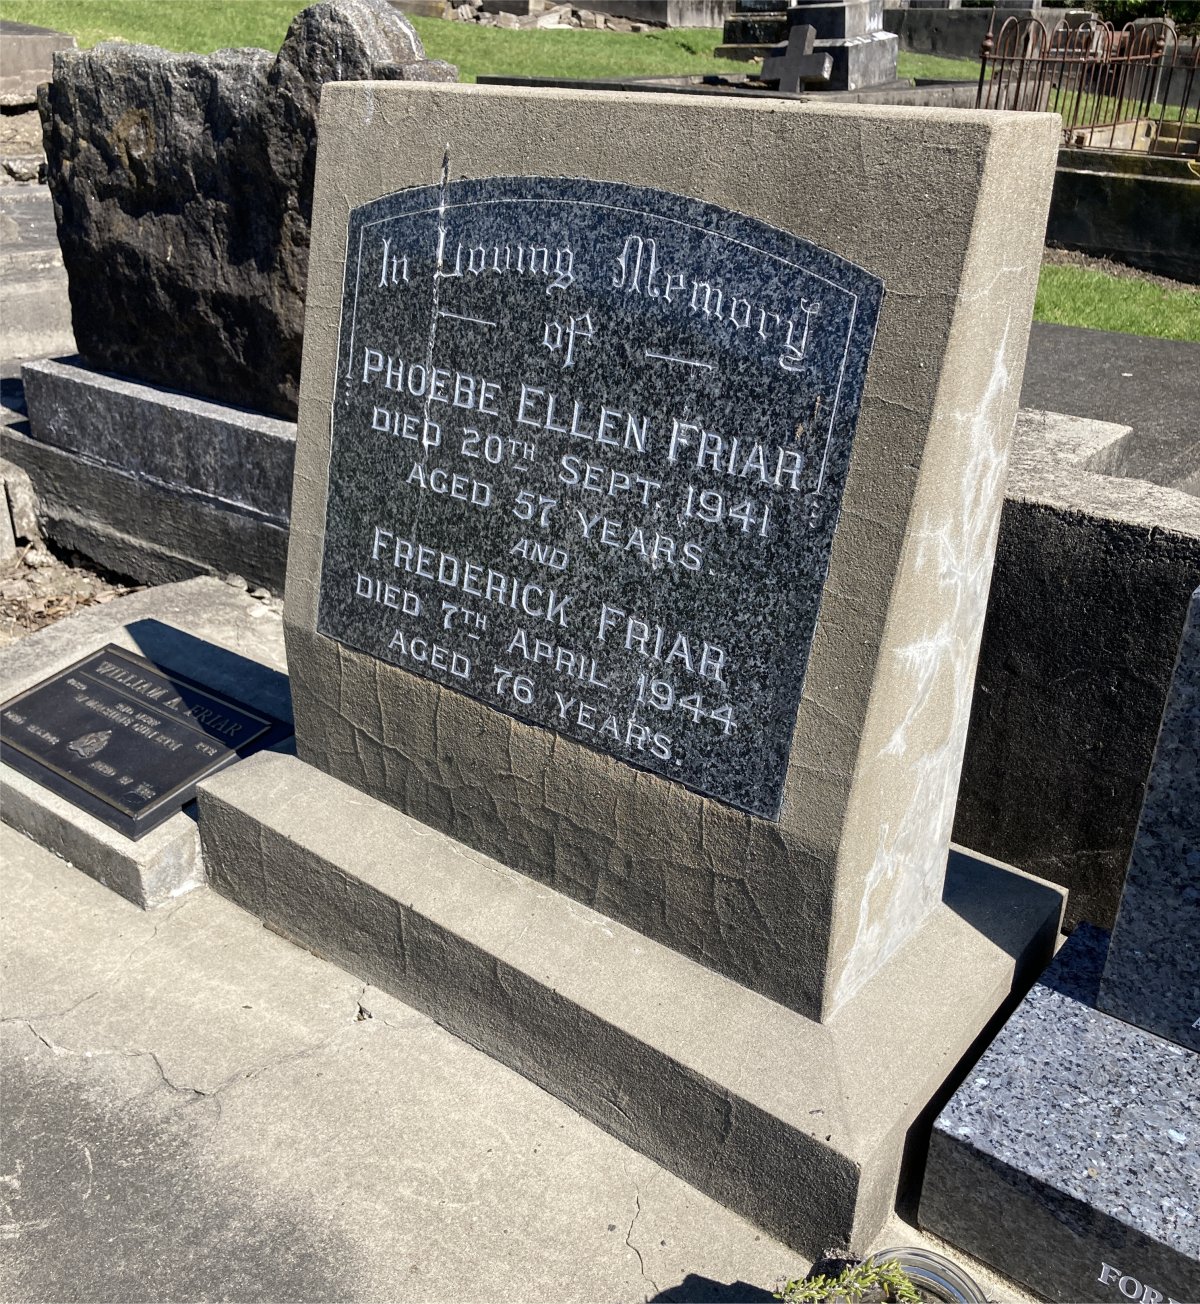 In Loving Memory
of
PHOEBE ELLEN FRIAR
DIED 20TH SEPT. 1941
AGED 57 YEARS.
AND
FREDERICK FRIAR
DIED 7TH APRIL 1944
AGED 76 YEARS.
WILLIAM A. FRIAR